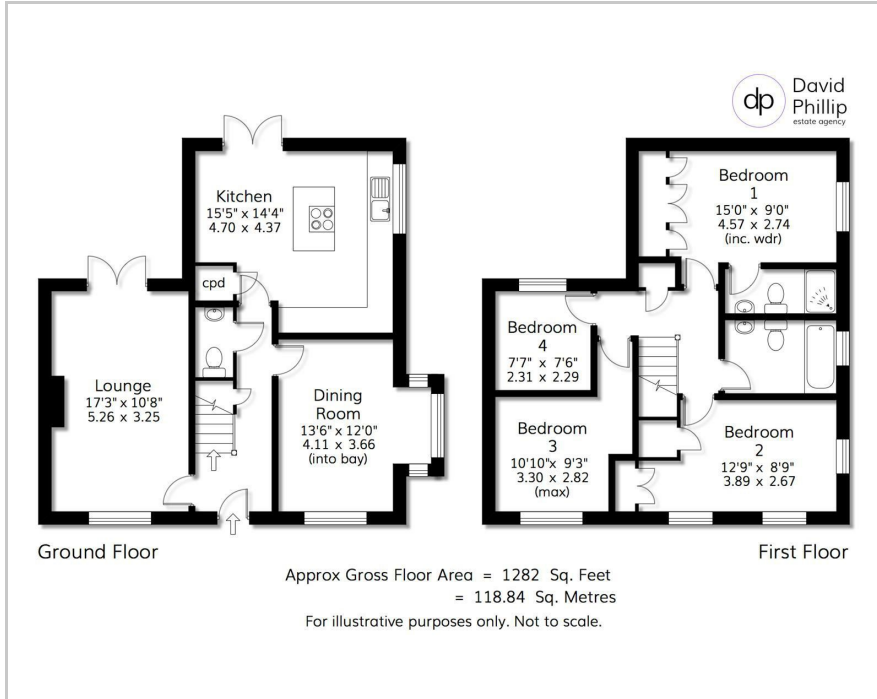 dp
David
Phillip
estate agency
Kitchen
15'5" x 14'4"
4.70 x 4.37
cpd
Lounge
17'3" x 10'8"
5.26 x 3.25
Dining
Room
13'6" x 12'0"
4.11 x 3.66
(into bay)
Ground Floor
Bedroom
1
15'0" x 9'0"
4.57 x 2.74
(inc. wdr)
Bedroom
4
7'7" x 7'6"
2.31 x 2.29
Bedroom
3
10'10"x 9'3"
3.30 x 2.82
(max)
Bedroom
2
12'9" x 8'9"
3.89 x 2.67
First Floor
Approx Gross Floor Area = 1282 Sq. Feet
= 118.84 Sq. Metres
For illustrative purposes only. Not to scale.